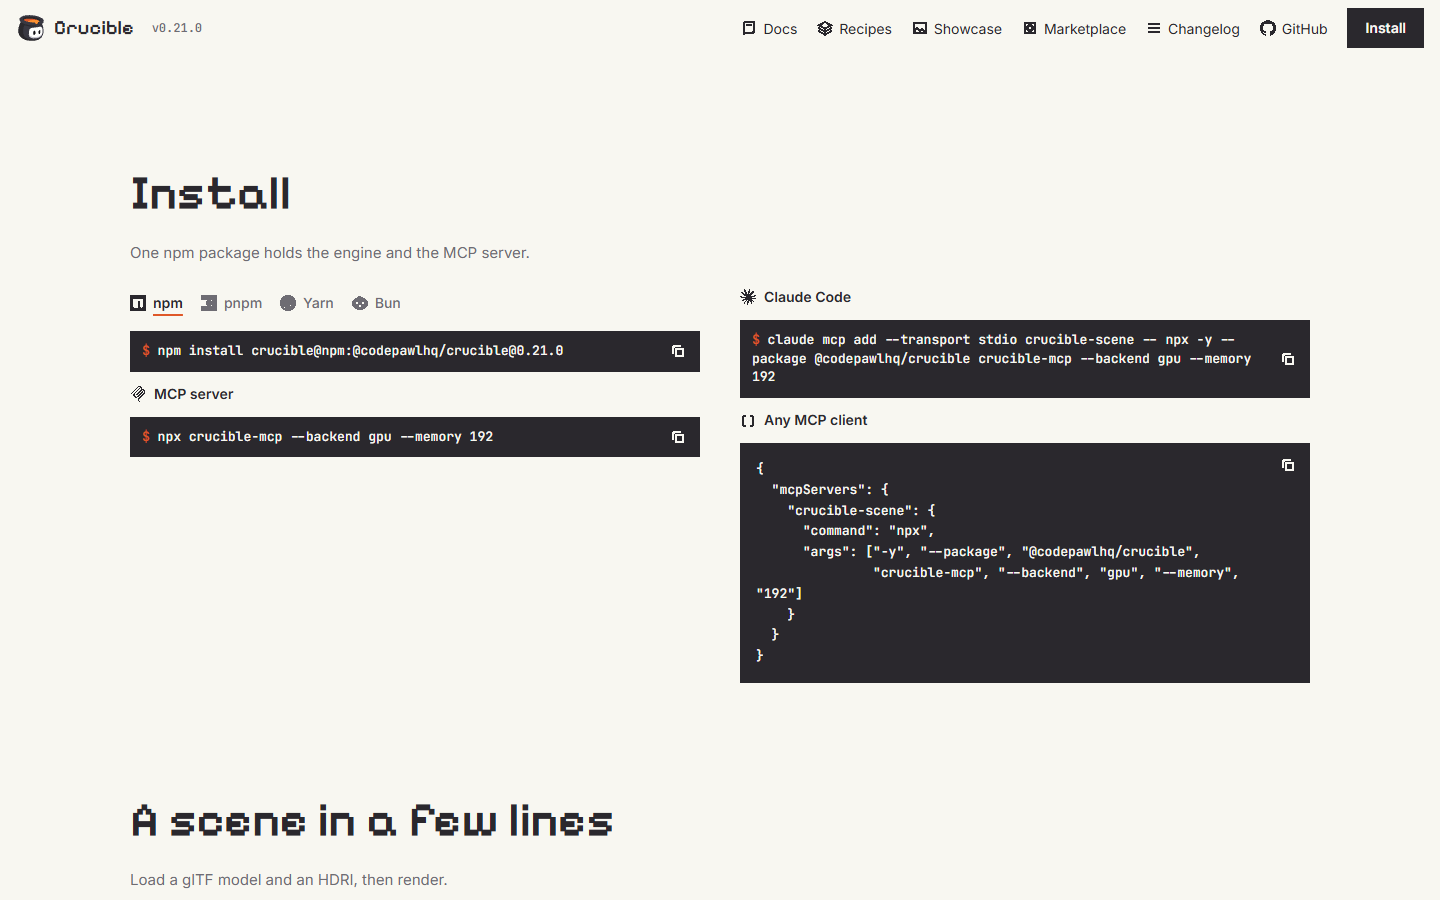 Crucible v0.21.0 Docs Recipes Showcase Marketplace Changelog GitHub Install
Install
One npm package holds the engine and the MCP server.
npm pnpm Yarn Bun
$ npm install crucible@npm:@codepawlhq/crucible@0.21.0
MCP server
$ npx crucible-mcp --backend gpu --memory 192
Claude Code
$ claude mcp add --transport stdio crucible-scene -- npx -y --
package @codepawlhq/crucible crucible-mcp --backend gpu --memory
192
Any MCP client
{
  "mcpServers": {
    "crucible-scene": {
      "command": "npx",
      "args": ["-y", "--package", "@codepawlhq/crucible",
               "crucible-mcp", "--backend", "gpu", "--memory",
"192"]
    }
  }
}
A scene in a few lines
Load a glTF model and an HDRI, then render.